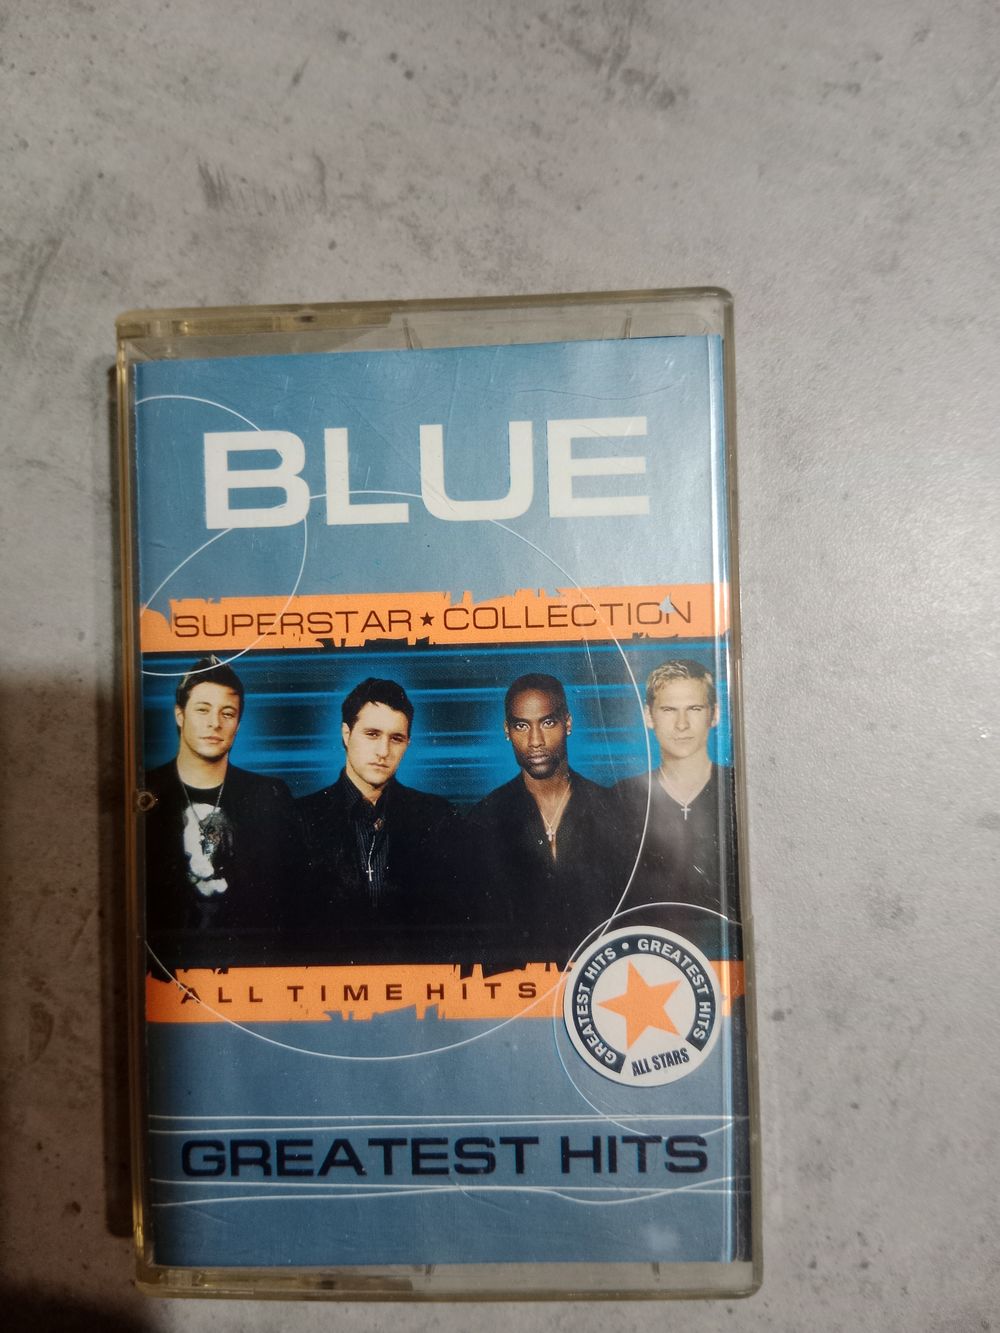 BLUE
SUPERSTAR★COLLECTION
ALL TIME HITS
GREATEST HITS • GREATEST HITS
ALL STARS
GREATEST HITS